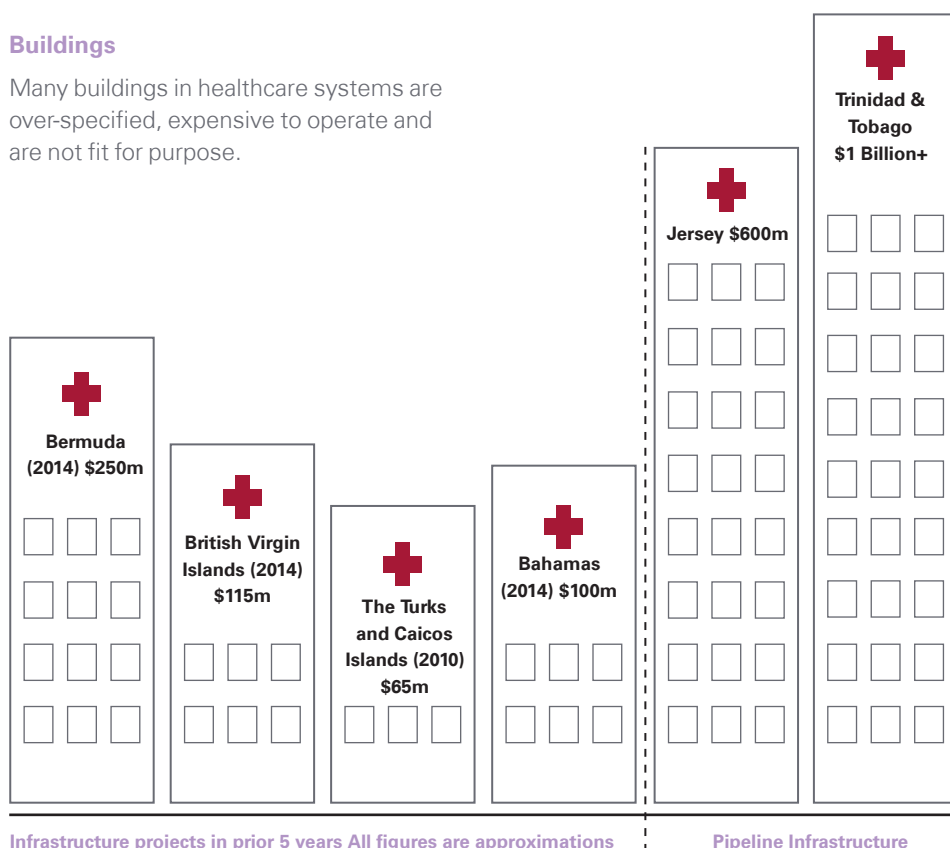 Buildings
Many buildings in healthcare systems are
over-specified, expensive to operate and
are not fit for purpose.
Bermuda
(2014) $250m
British Virgin
Islands (2014)
$115m
The Turks
and Caicos
Islands (2010)
$65m
Bahamas
(2014) $100m
Jersey $600m
Trinidad &
Tobago
$1 Billion+
Infrastructure projects in prior 5 years All figures are approximations
Pipeline Infrastructure